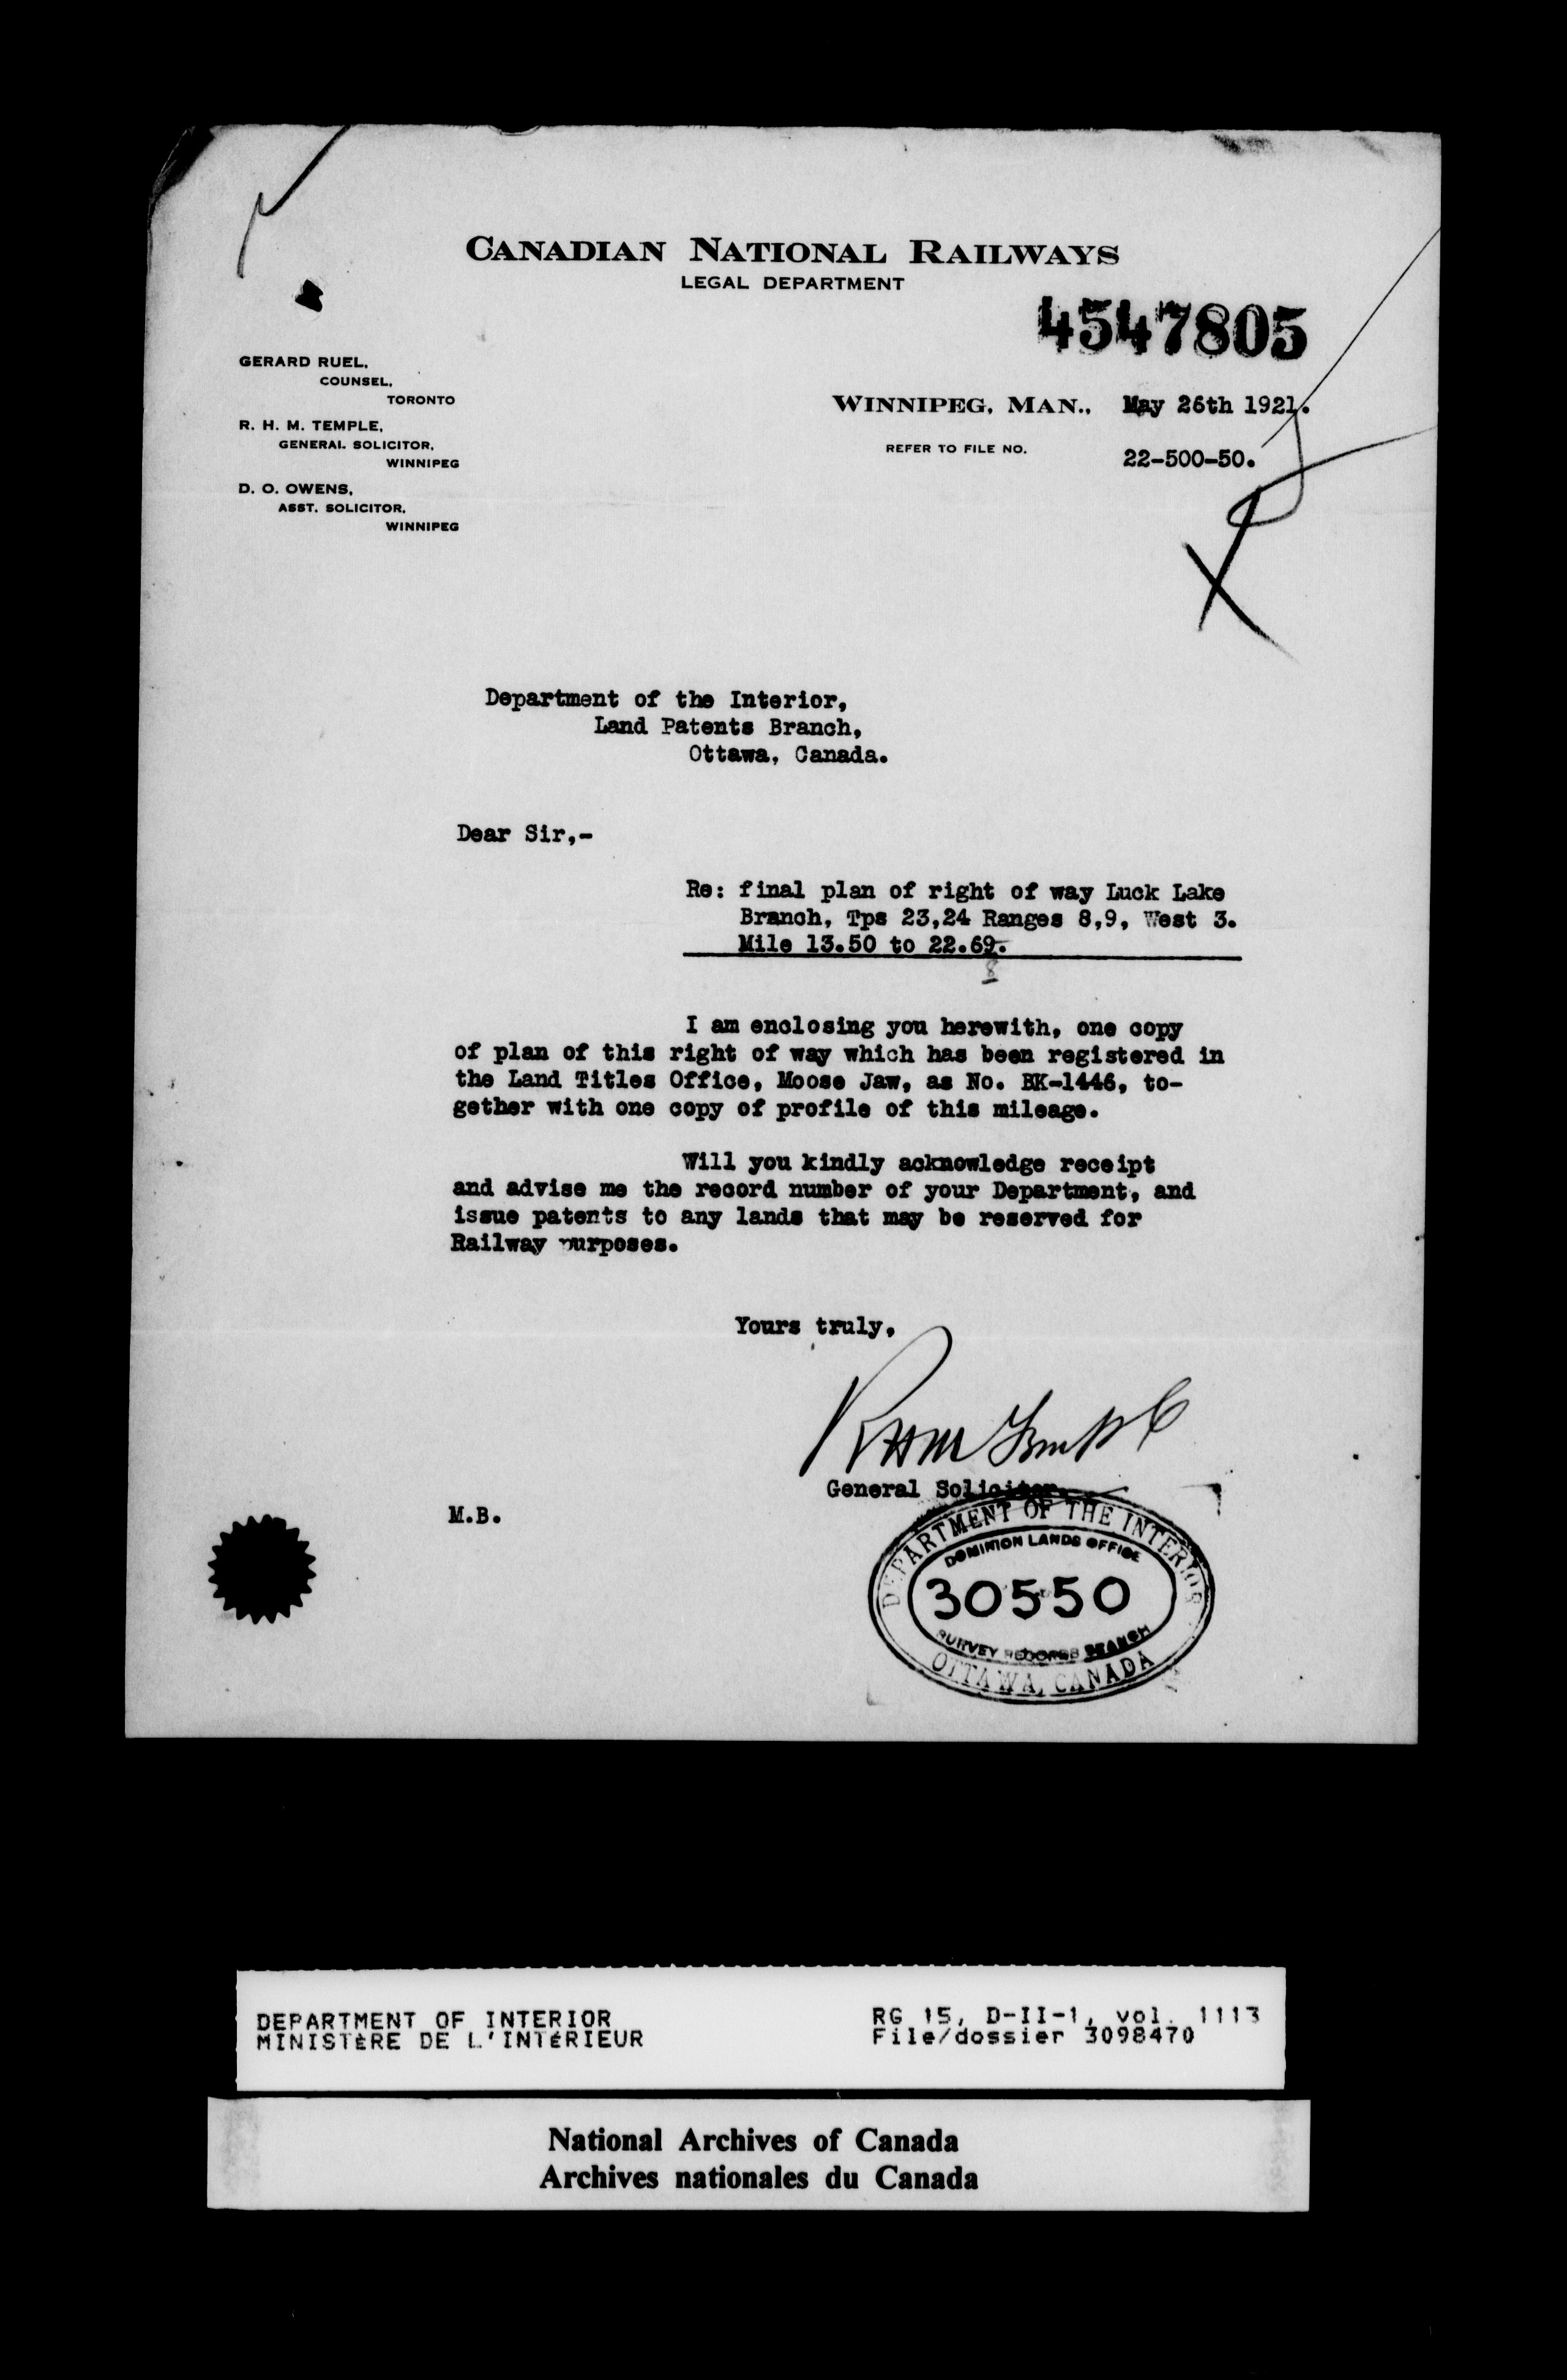 CANADIAN NATIONAL RAILWAYS
LEGAL DEPARTMENT
4547805
GERARD RUEL,
COUNSEL,
TORONTO
R. H. M. TEMPLE,
GENERAL SOLICITOR,
WINNIPEG
D. O. OWENS,
ASST. SOLICITOR,
WINNIPEG
WINNIPEG, MAN., May 26th 1921.
REFER TO FILE NO. 22-500-50.
Department of the Interior,
Land Patents Branch,
Ottawa, Canada.
Dear Sir,-
Re: final plan of right of way Luck Lake
Branch, Tps 23,24 Ranges 8,9, West 3.
Mile 13.50 to 22.69.
8
I am enclosing you herewith, one copy
of plan of this right of way which has been registered in
the Land Titles Office, Moose Jaw, as No. BK-1446, to-
gether with one copy of profile of this mileage.
Will you kindly acknowledge receipt
and advise me the record number of your Department, and
issue patents to any lands that may be reserved for
Railway purposes.
Yours truly,
RHM Temple
General Solicitor.
M.B.
DEPARTMENT OF THE INTERIOR
DOMINION LANDS OFFICE
30550
SURVEY RECORDS BRANCH
OTTAWA, CANADA
DEPARTMENT OF INTERIOR
MINISTÈRE DE L'INTÉRIEUR
RG 15, D-II-1, vol. 1113
File/dossier 3098470
National Archives of Canada
Archives nationales du Canada